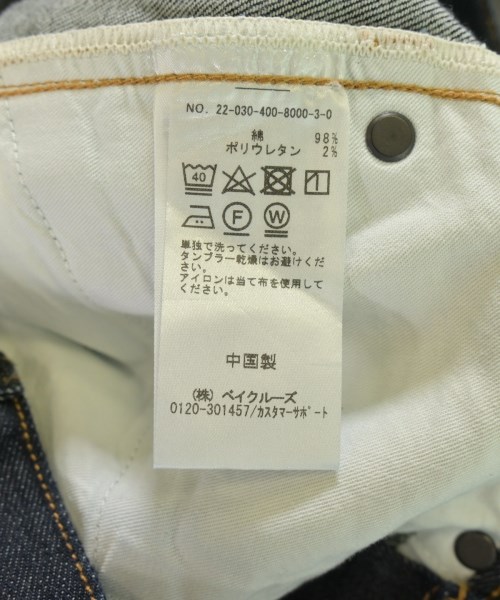 NO. 22-030-400-8000-3-0
綿 98%
ポリウレタン 2%
40
F W
単独で洗ってください。
タンブラー乾燥はお避けくだ
さい。
アイロンは当て布を使用して
ください。
中国製
(株) ベイクルーズ
0120-301457/カスタマーサポート